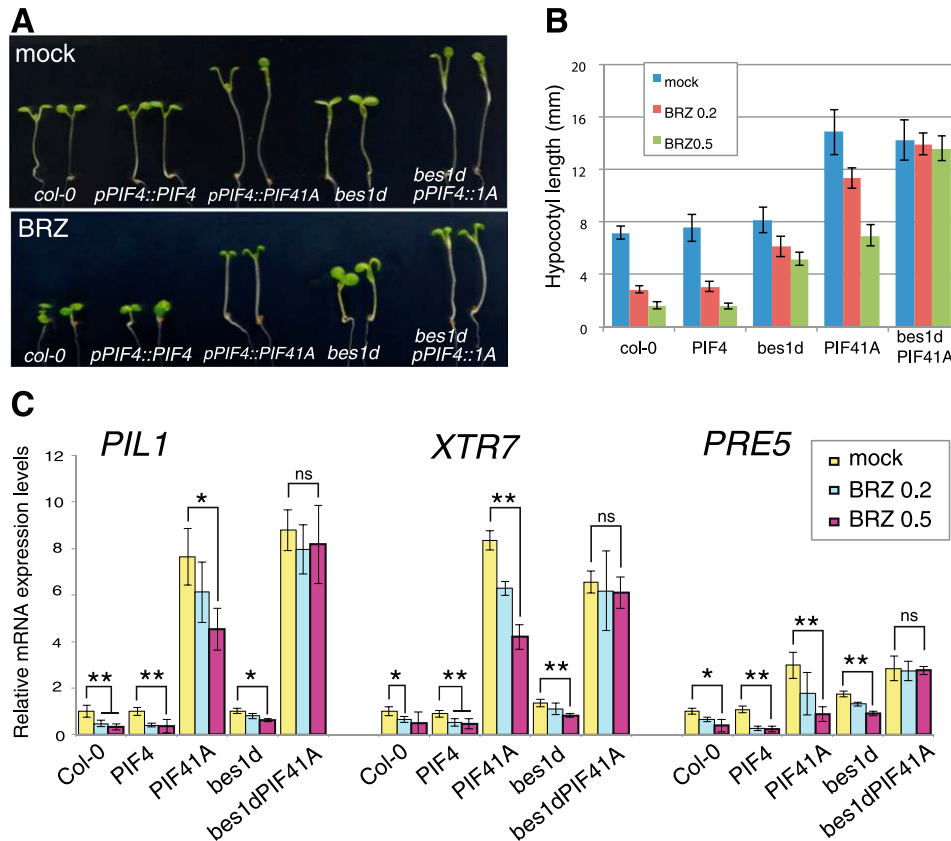 A
mock
col-0 pPIF4::PIF4 pPIF4::PIF41A bes1d bes1d
pPIF4::1A
BRZ
col-0 pPIF4::PIF4 pPIF4::PIF41A bes1d bes1d
pPIF4::1A
B
Hypocotyl length (mm)
20
16
12
8
4
0
mock
BRZ 0.2
BRZ0.5
col-0 PIF4 bes1d PIF41A bes1d
PIF41A
C
Relative mRNA expression levels
12
10
8
6
4
2
0
PIL1 XTR7 PRE5
mock
BRZ 0.2
BRZ 0.5
** ** * * ns
* ** ** ** ns
* ** ** ** ns
Col-0 PIF4 PIF41A bes1d bes1dPIF41A
Col-0 PIF4 PIF41A bes1d bes1dPIF41A
Col-0 PIF4 PIF41A bes1d bes1dPIF41A